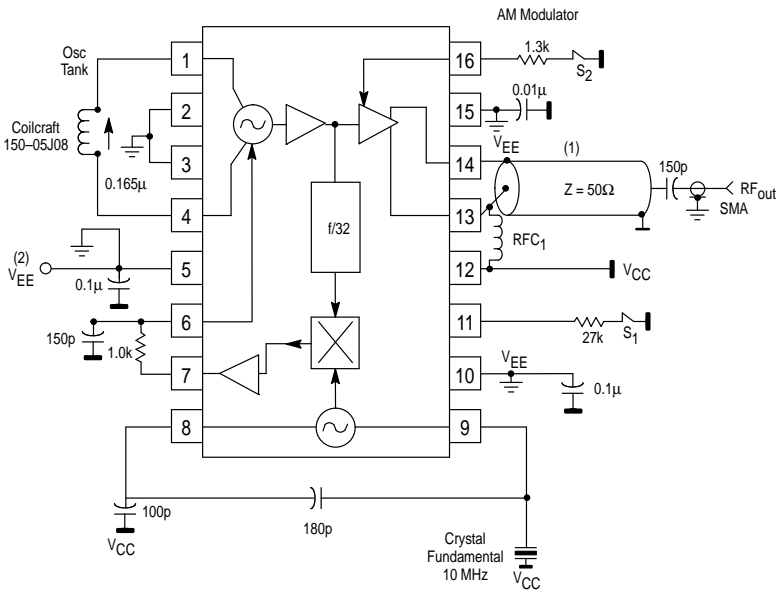 AM Modulator
Osc
Tank
Coilcraft
150–05J08
0.165µ
1
2
3
4
(2)
VEE
0.1µ
5
150p
1.0k
6
7
8
f/32
16
1.3k
S2
15
0.01µ
VEE
14
(1)
Z = 50Ω
150p
RFout
SMA
13
RFC1
12
VCC
11
27k
S1
10
VEE
0.1µ
9
100p
VCC
180p
Crystal
Fundamental
10 MHz
VCC